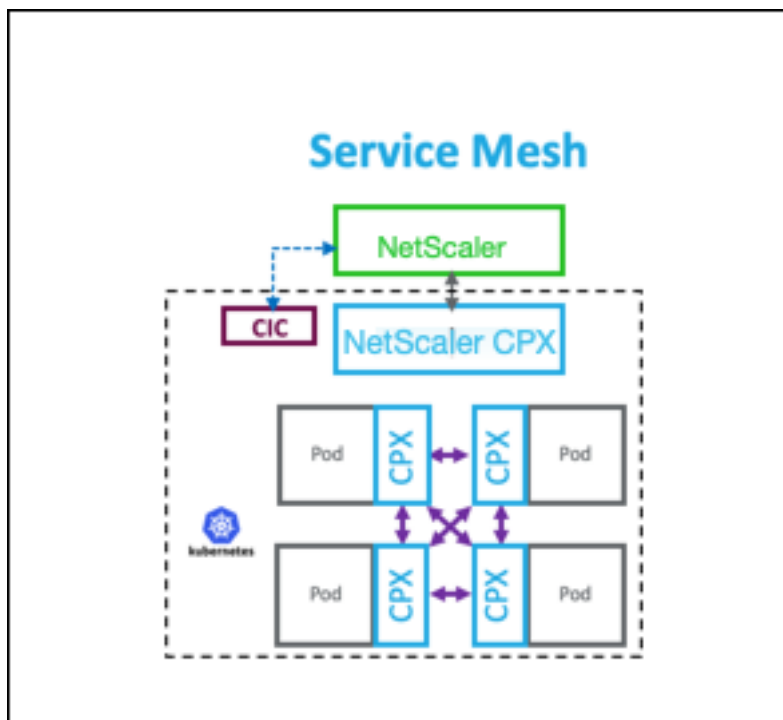 Service Mesh
NetScaler
CIC
NetScaler CPX
Pod
CPX
CPX
Pod
kubernetes
Pod
CPX
CPX
Pod